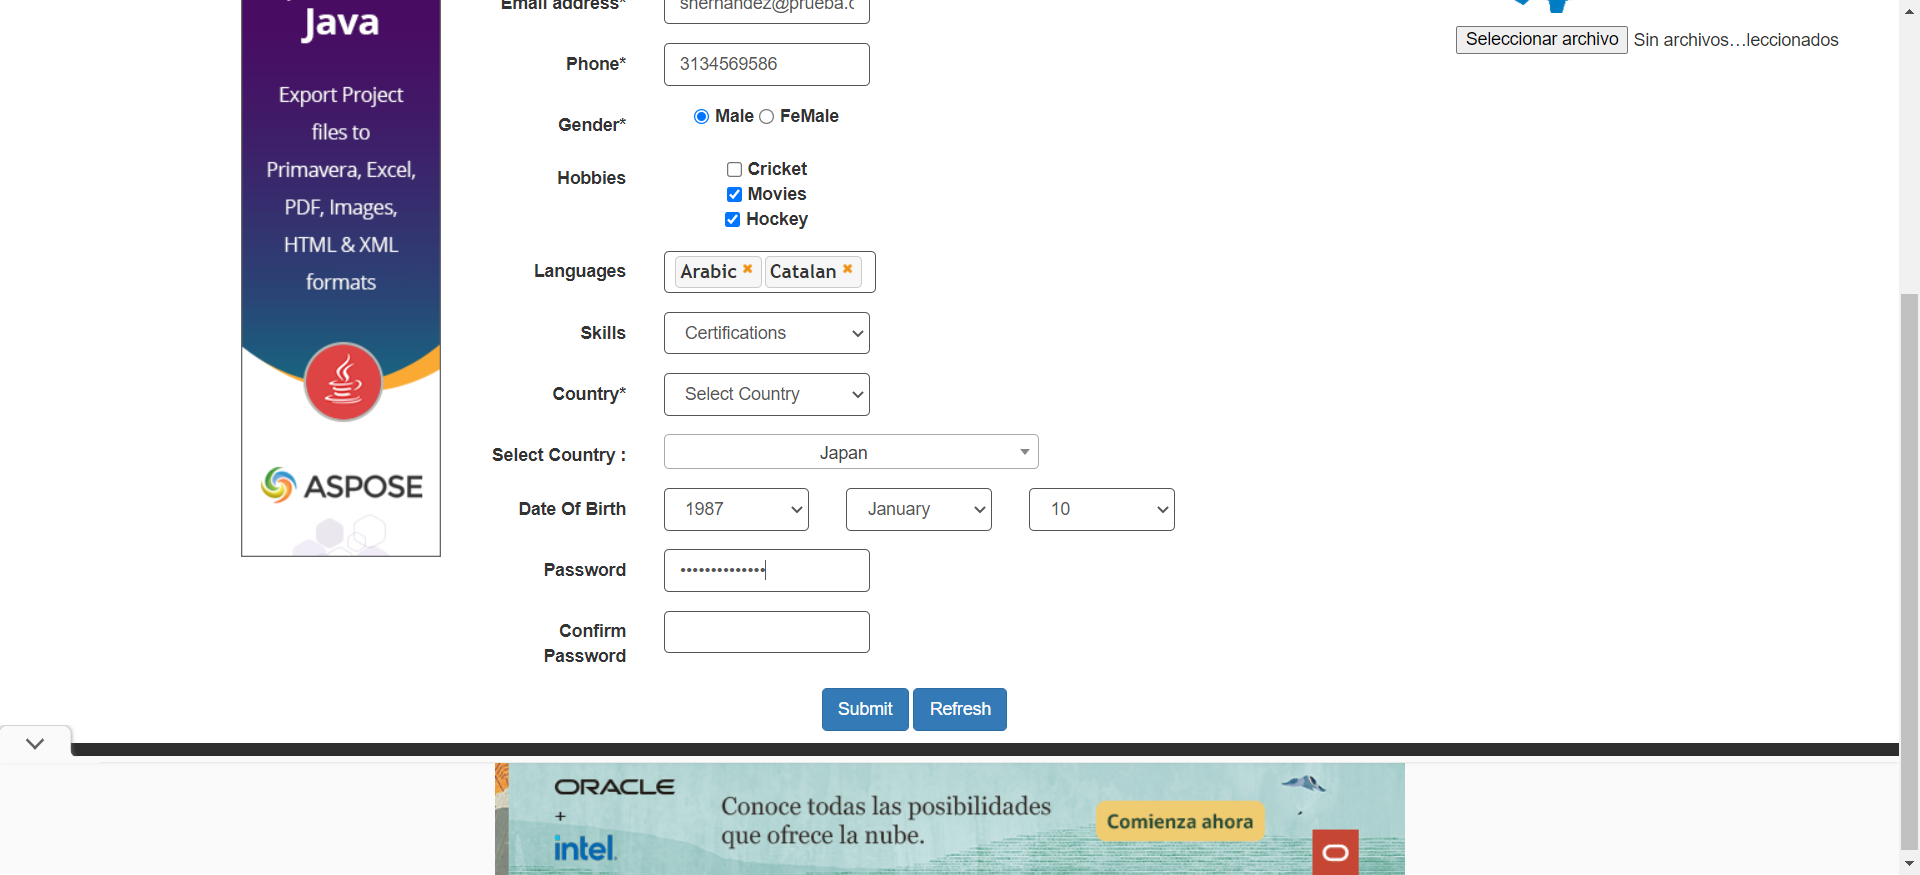 Java
Export Project
files to
Primavera, Excel,
PDF, Images,
HTML & XML
formats
ASPOSE
Email address*
shernandez@prueba.c
Phone*
3134569586
Gender*
Male FeMale
Hobbies
Cricket
Movies
Hockey
Languages
Arabic ✖ Catalan ✖
Skills
Certifications
Country*
Select Country
Select Country :
Japan
Date Of Birth
1987 January 10
Password
••••••••••••••
Confirm
Password
Submit Refresh
Seleccionar archivo Sin archivos…leccionados
ORACLE
+
intel.
Conoce todas las posibilidades
que ofrece la nube.
Comienza ahora